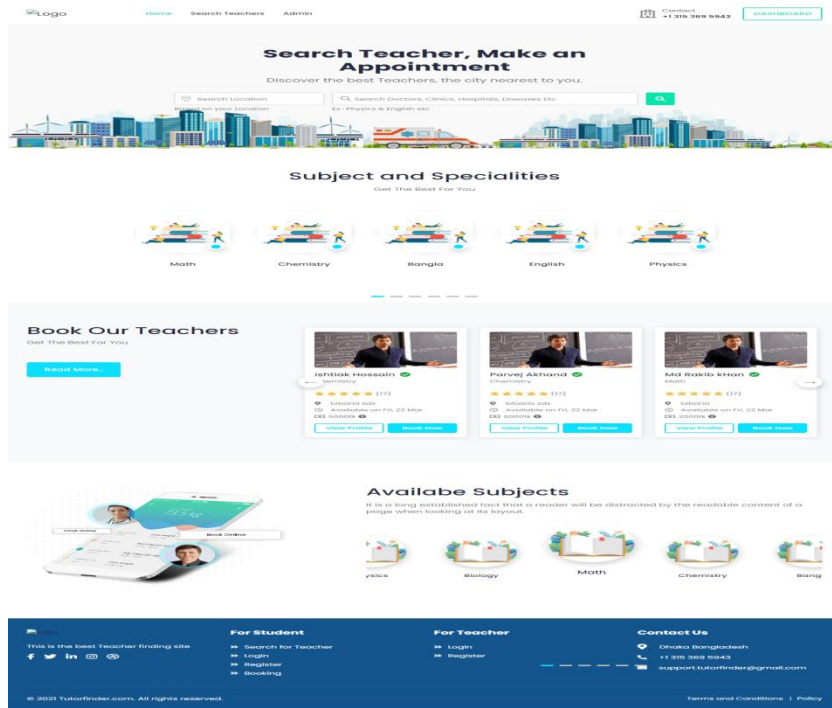 Logo
Home Search Teachers Admin
Contact
+1 315 369 5943
DASHBOARD
Search Teacher, Make an
Appointment
Discover the best Teachers, the city nearest to you.
Search Location
Search Doctors, Clinics, Hospitals, Diseases Etc
Based on your Location
Ex : Physics & English etc
Subject and Specialities
Get The Best For You
Math Chemistry Bangla English Physics
Book Our Teachers
Get The Best For You
Read More..
Ishtiak Hossain
Chemistry
(17)
Available on Fri, 22 Mar
View Profile Book Now
Parvej Akhand
Chemistry
(17)
Available on Fri, 22 Mar
View Profile Book Now
Md Rakib kHan
Math
(17)
Available on Fri, 22 Mar
View Profile Book Now
Book Online
Availabe Subjects
It is a long established fact that a reader will be distracted by the readable content of a
page when looking at its layout.
ysics Biology Math Chemistry Bang
Logo
This is the best Teacher finding site
For Student
Search for Teacher
Login
Register
Booking
For Teacher
Login
Register
Contact Us
Dhaka Bangladesh
+1 315 369 5943
support.tutorfinder@gmail.com
© 2021 Tutorfinder.com. All rights reserved.
Terms and Conditions | Policy